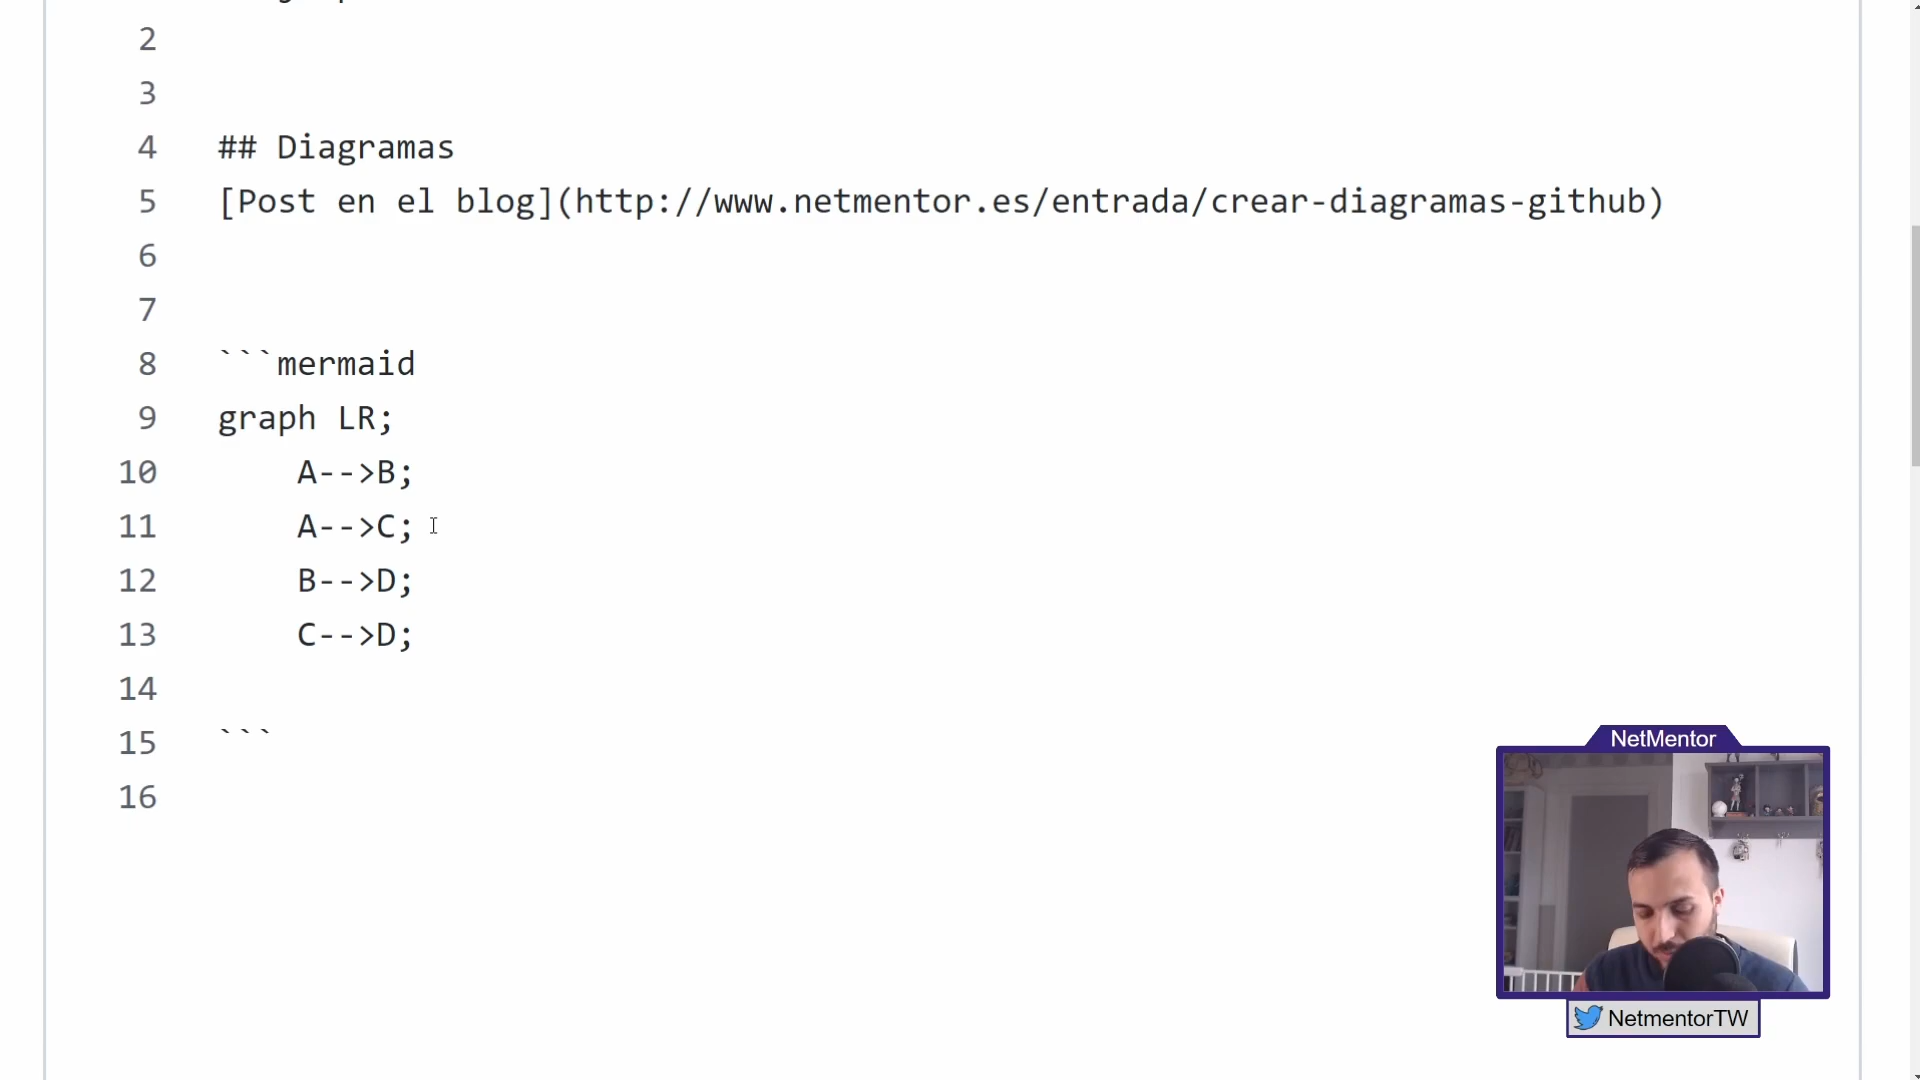 2
3
4 ## Diagramas
5 [Post en el blog](http://www.netmentor.es/entrada/crear-diagramas-github)
6
7
8 ```mermaid
9 graph LR;
10 A-->B;
11 A-->C;
12 B-->D;
13 C-->D;
14
15 ```
16
NetMentor
NetmentorTW